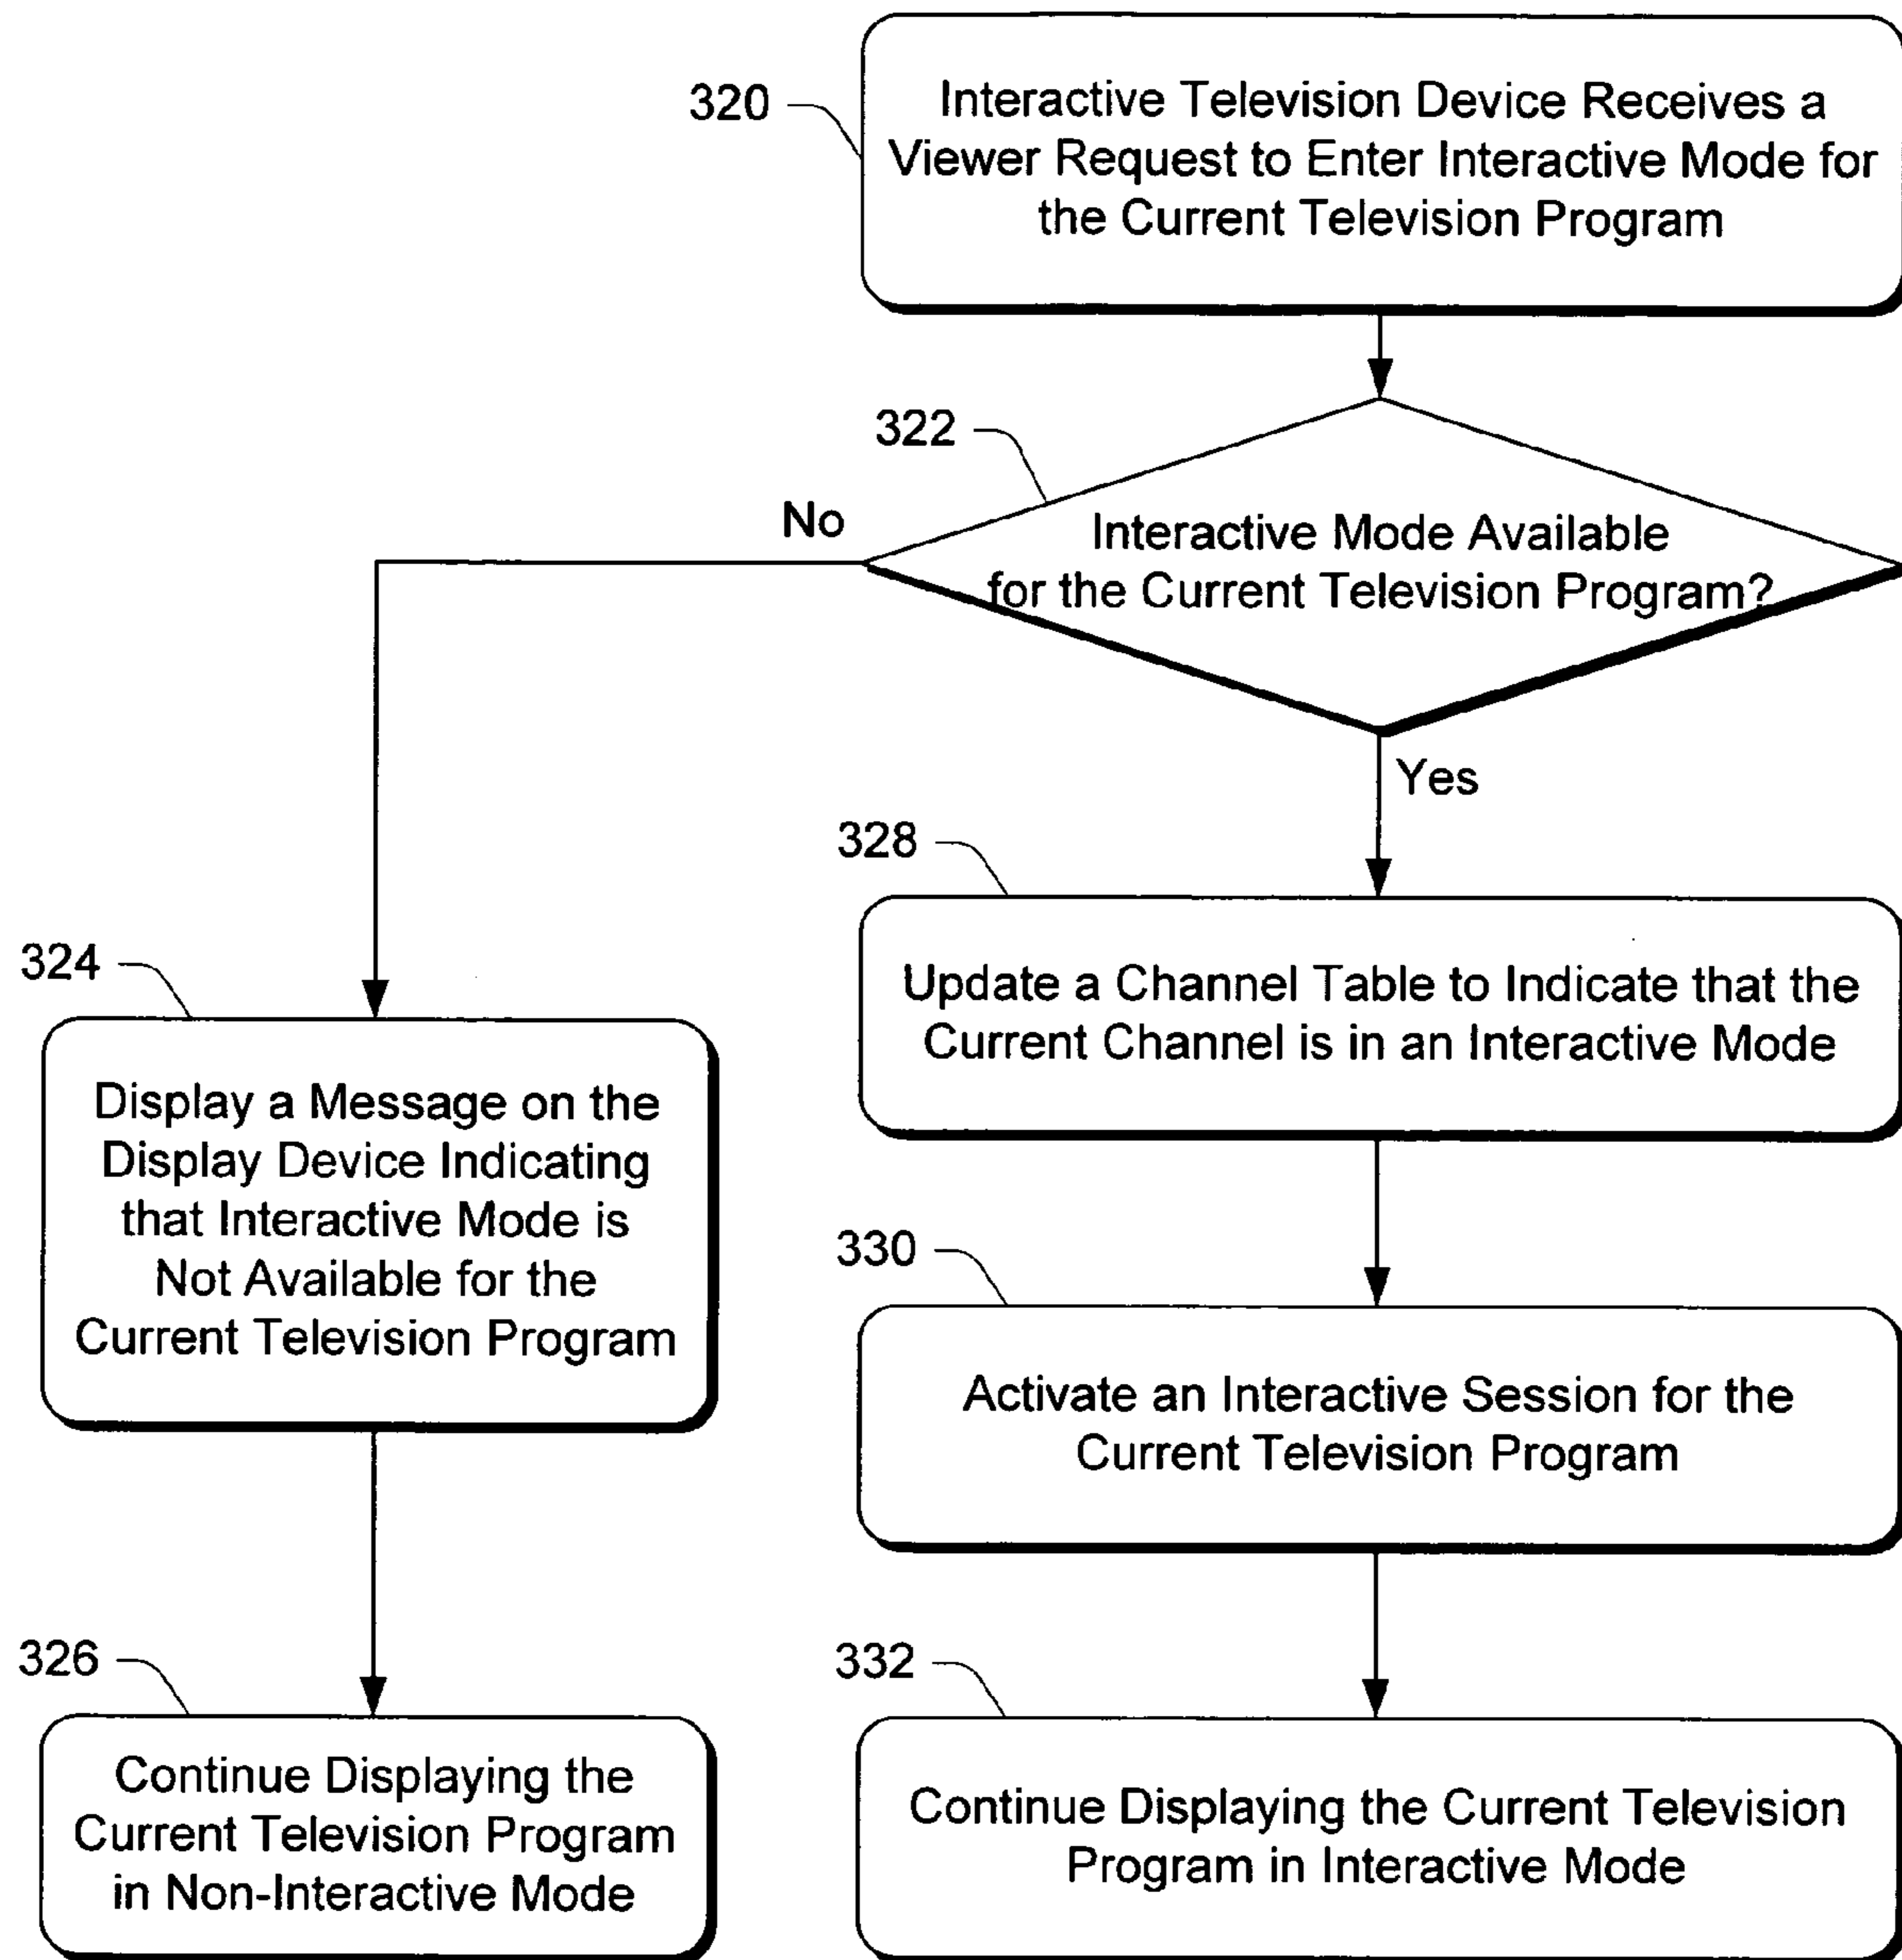 320
Interactive Television Device Receives a
Viewer Request to Enter Interactive Mode for
the Current Television Program
322
No
Interactive Mode Available
for the Current Television Program?
Yes
328
Update a Channel Table to Indicate that the
Current Channel is in an Interactive Mode
324
Display a Message on the
Display Device Indicating
that Interactive Mode is
Not Available for the
Current Television Program
330
Activate an Interactive Session for the
Current Television Program
326
Continue Displaying the
Current Television Program
in Non-Interactive Mode
332
Continue Displaying the Current Television
Program in Interactive Mode